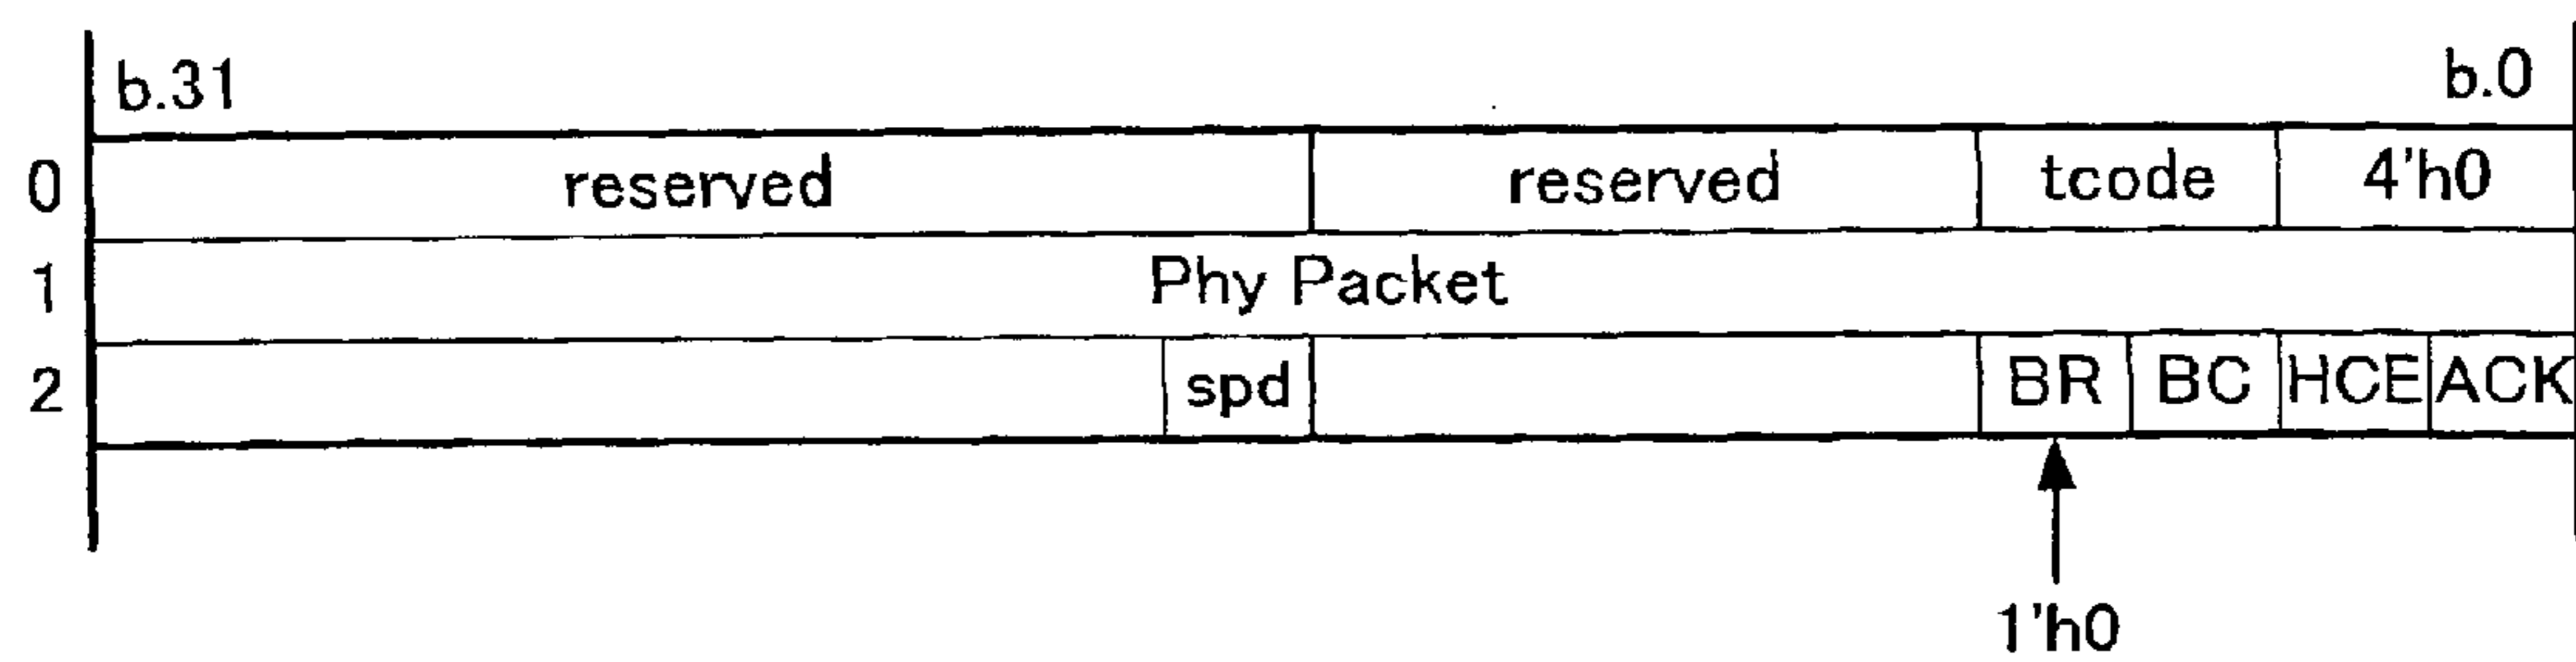 b.31 b.0
0 reserved reserved tcode 4'h0
1 Phy Packet
2 spd BR BC HCE ACK
1'h0